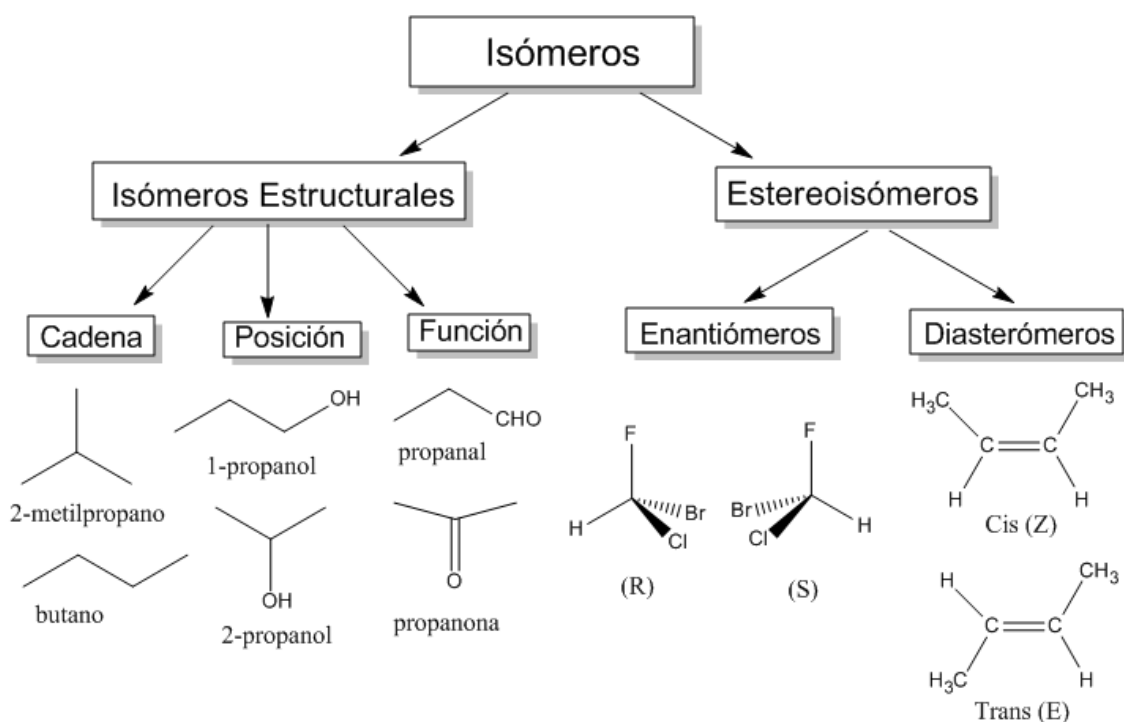 Isómeros
Isómeros Estructurales
Estereoisómeros
Cadena
Posición
Función
Enantiómeros
Diasterómeros
2-metilpropano
butano
OH
1-propanol
OH
2-propanol
CHO
propanal
O
propanona
F
H
Br
Cl
(R)
F
Br
Cl
H
(S)
H₃C
CH₃
C
C
H
H
Cis (Z)
H
CH₃
C
C
H₃C
H
Trans (E)